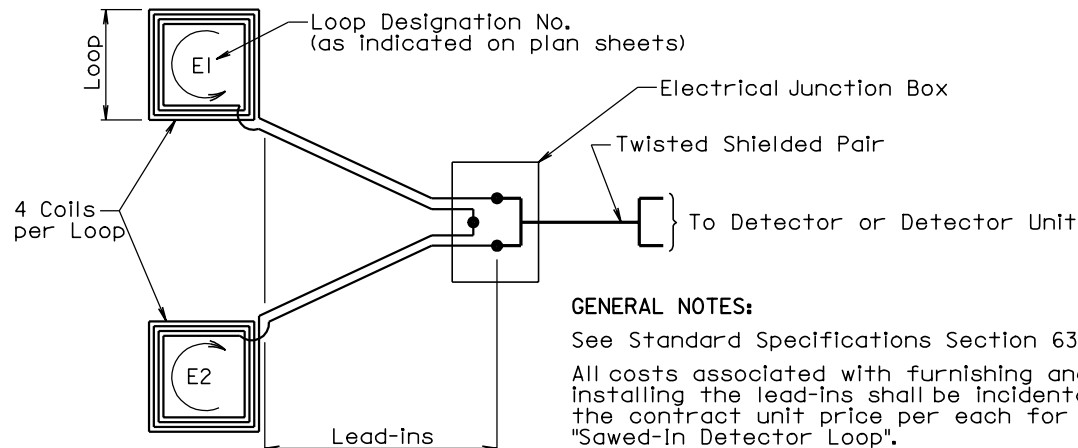 Loop Designation No.
(as indicated on plan sheets)
Loop
E1
Electrical Junction Box
Twisted Shielded Pair
4 Coils
per Loop
To Detector or Detector Unit
E2
Lead-ins
GENERAL NOTES:
See Standard Specifications Section 63
All costs associated with furnishing and
installing the lead-ins shall be
the contract unit price per each for
"Sawed-In Detector Loop".